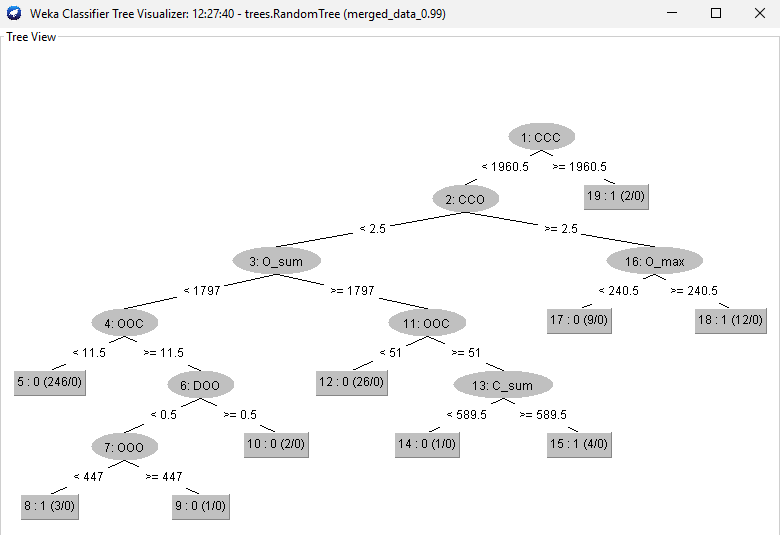 Weka Classifier Tree Visualizer: 12:27:40 - trees.RandomTree (merged_data_0.99)
Tree View
1: CCC
< 1960.5 >= 1960.5
2: CCO 19 : 1 (2/0)
< 2.5 >= 2.5
3: O_sum 16: O_max
< 1797 >= 1797 < 240.5 >= 240.5
4: OOC 11: OOC 17 : 0 (9/0) 18 : 1 (12/0)
< 11.5 >= 11.5 < 51 >= 51
5 : 0 (246/0) 6: DOO 12 : 0 (26/0) 13: C_sum
< 0.5 >= 0.5 < 589.5 >= 589.5
7: OOO 10 : 0 (2/0) 14 : 0 (1/0) 15 : 1 (4/0)
< 447 >= 447
8 : 1 (3/0) 9 : 0 (1/0)